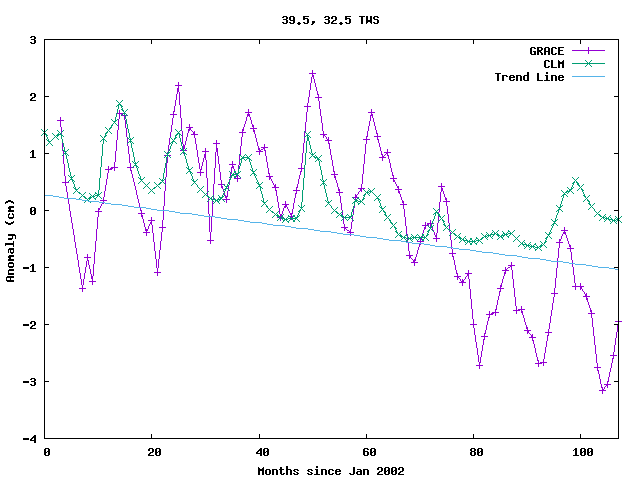 39.5, 32.5 TWS
GRACE
CLM
Trend Line
3
2
1
0
-1
-2
-3
-4
Anomaly (cm)
0 20 40 60 80 100
Months since Jan 2002